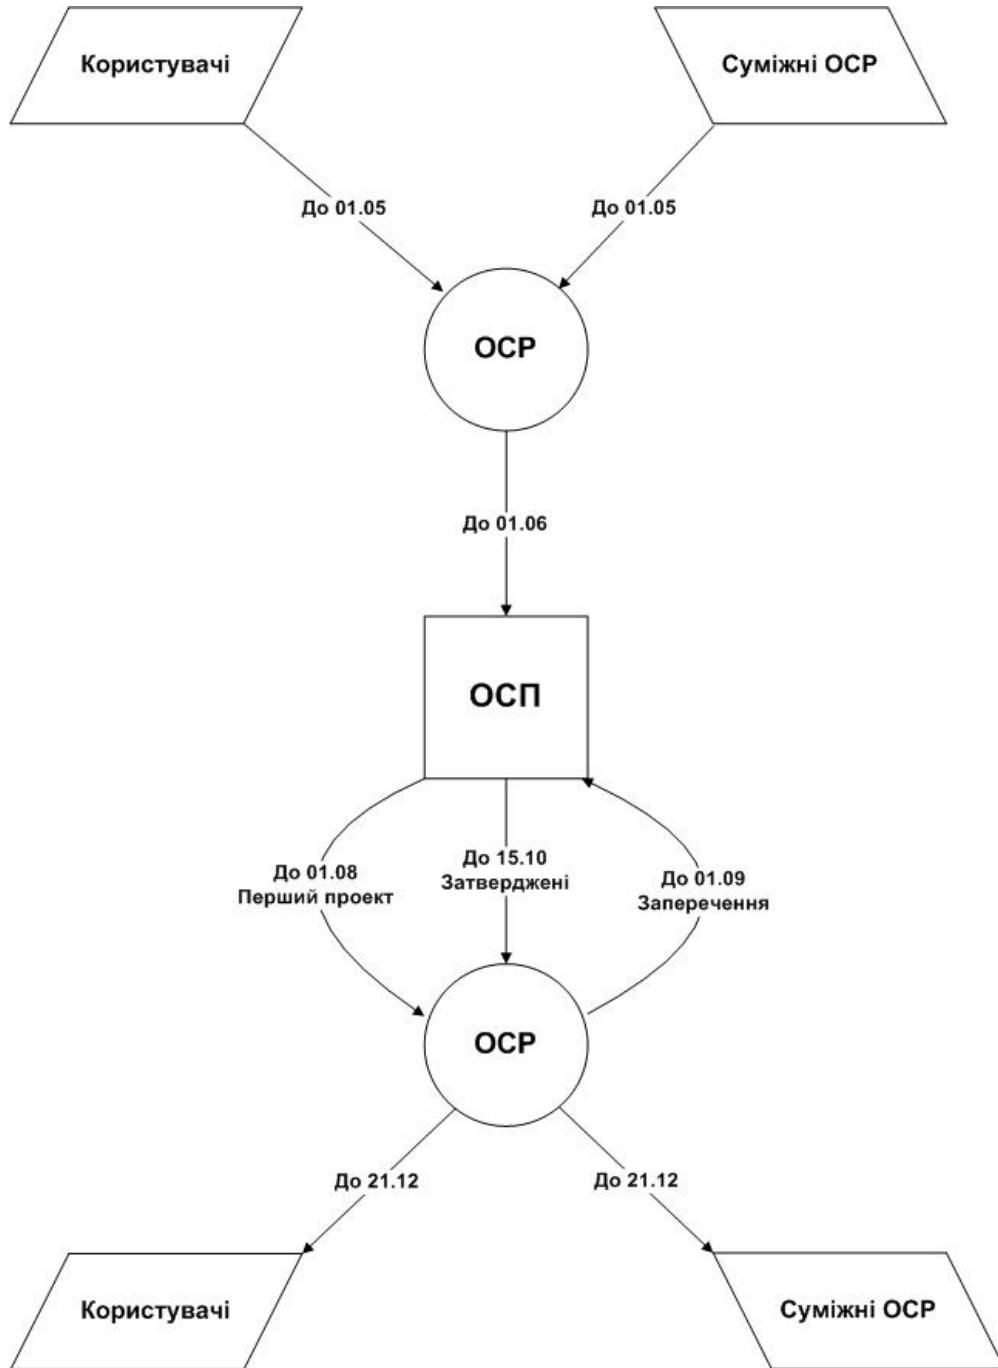 Користувачі
Суміжні ОСР
До 01.05
До 01.05
ОСР
До 01.06
ОСП
До 01.08
Перший проект
До 15.10
Затверджені
До 01.09
Заперечення
ОСР
До 21.12
До 21.12
Користувачі
Суміжні ОСР